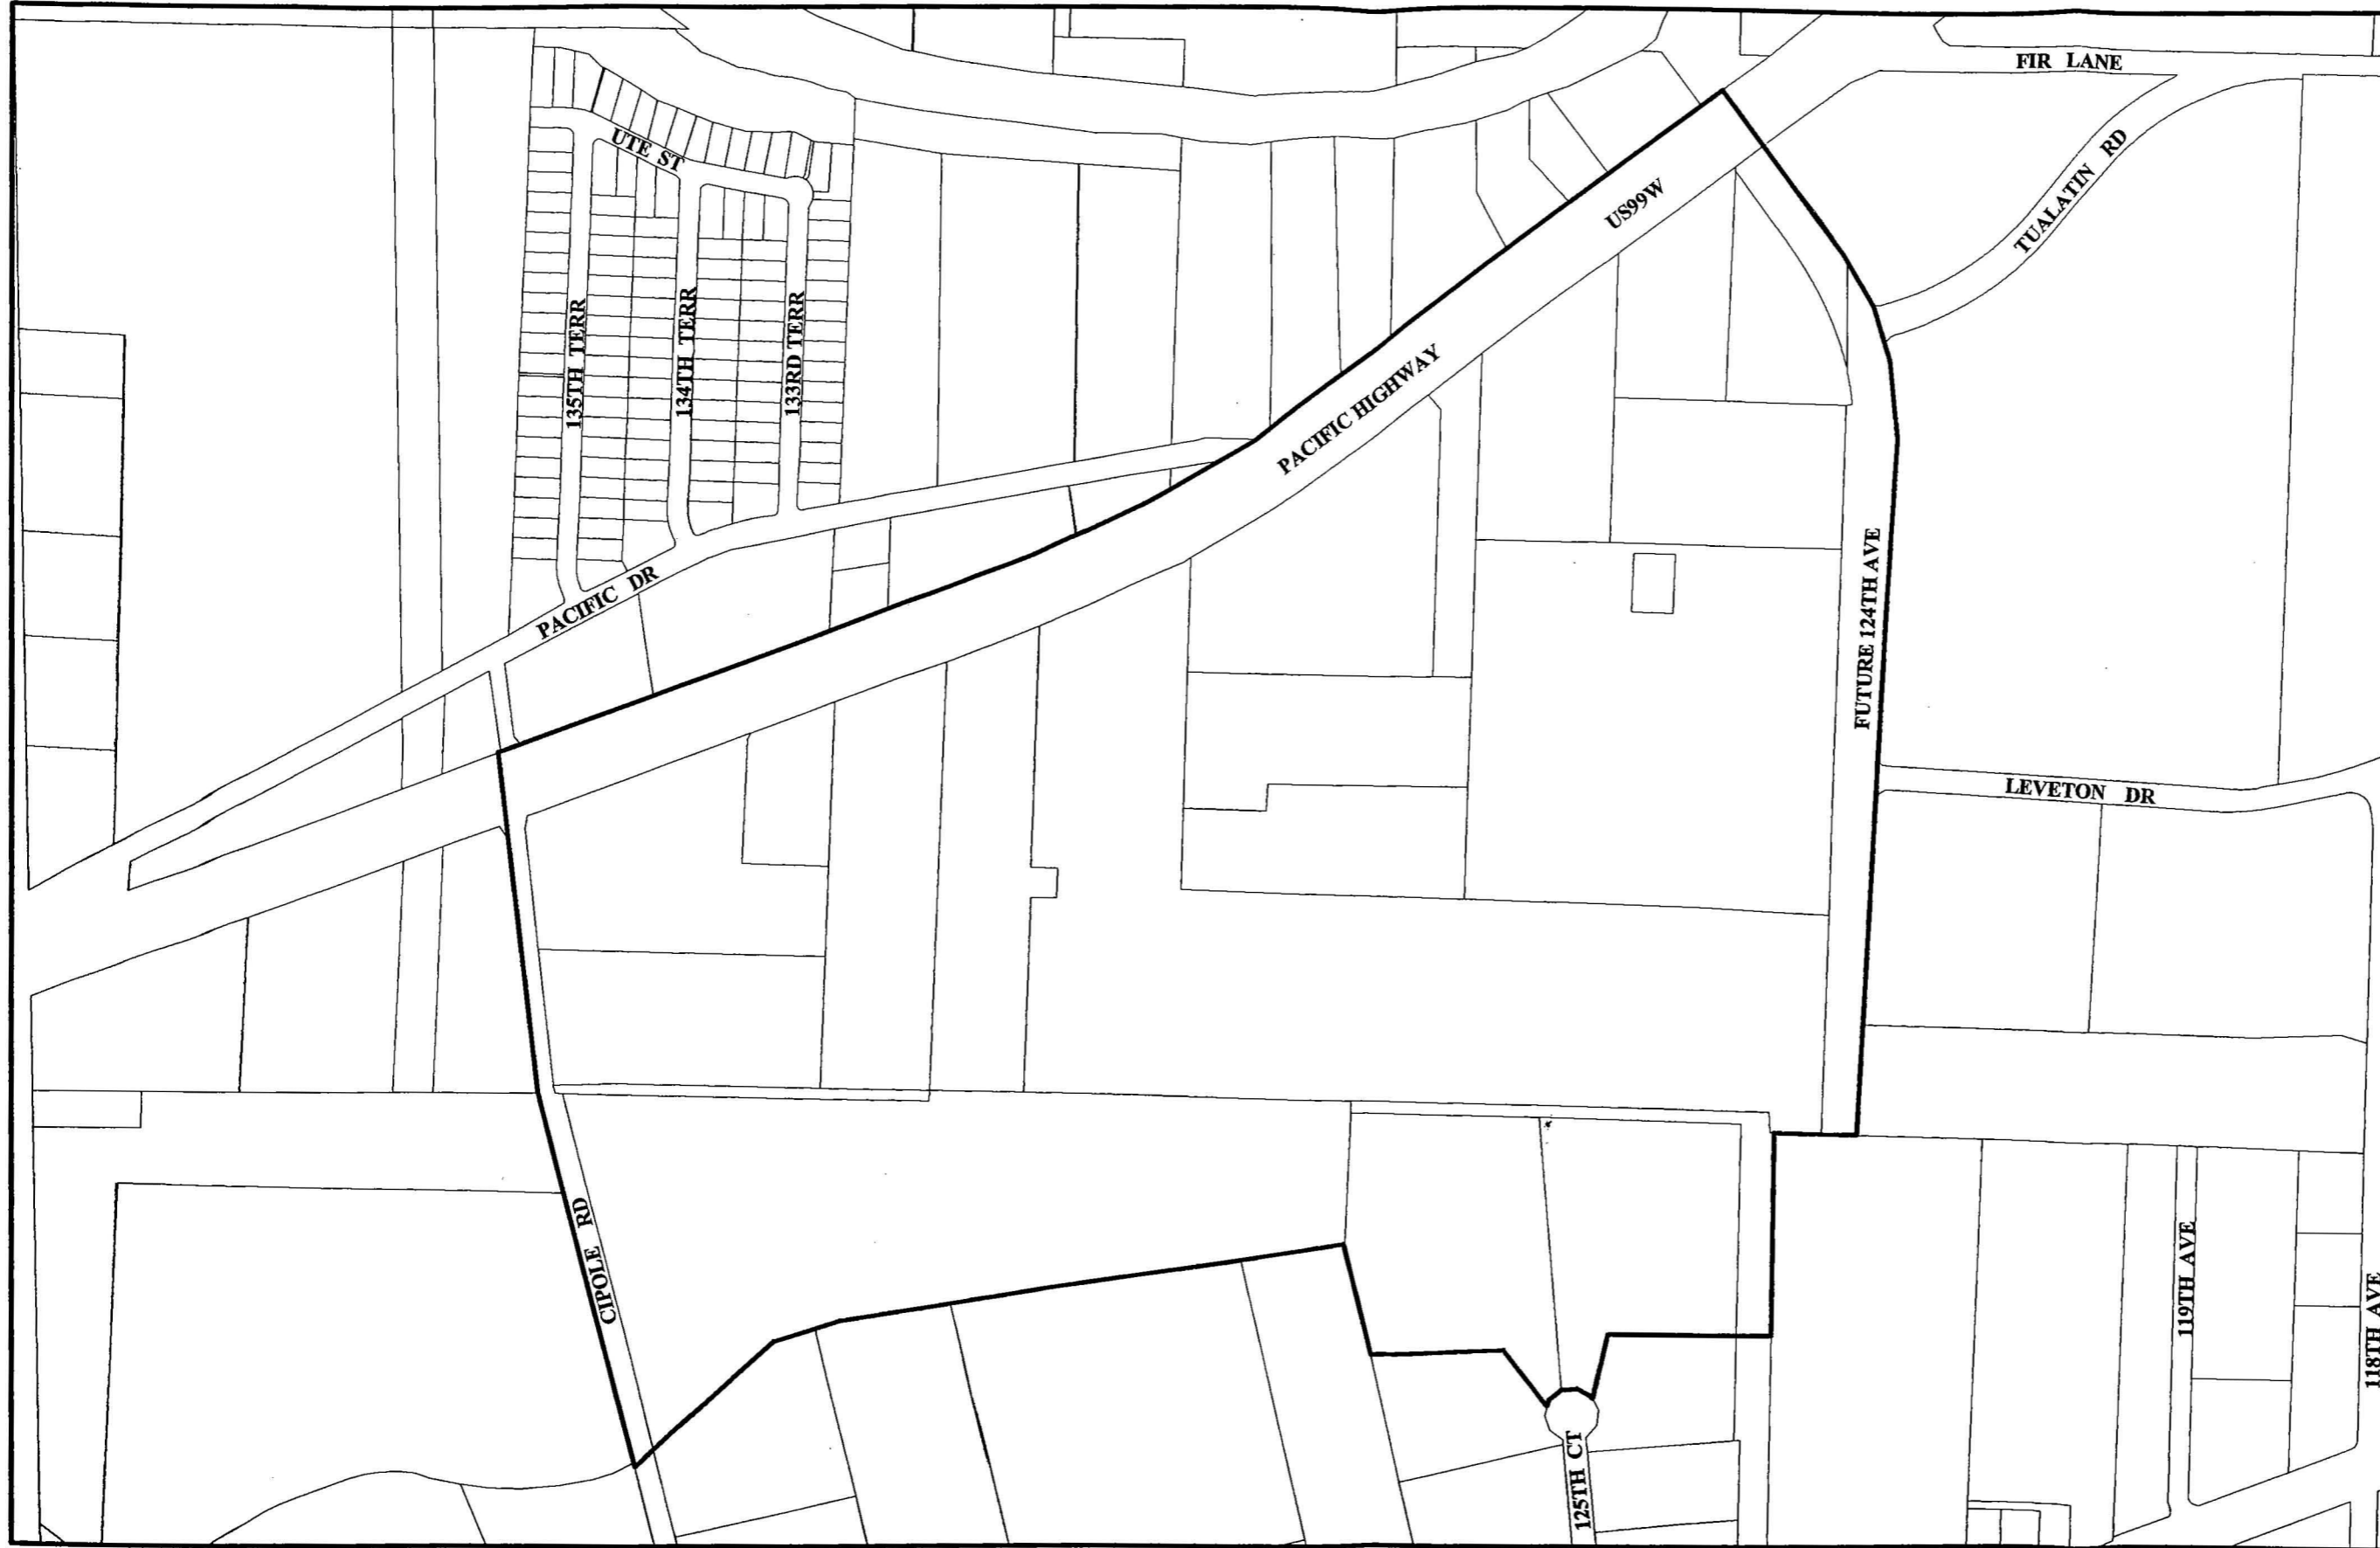 FIR LANE
UTE ST
TUALATIN RD
US99W
135TH TERR
134TH TERR
133RD TERR
PACIFIC HIGHWAY
PACIFIC DR
FUTURE 124TH AVE
LEVETON DR
CIPOLE RD
119TH AVE
118TH AVE
125TH CT